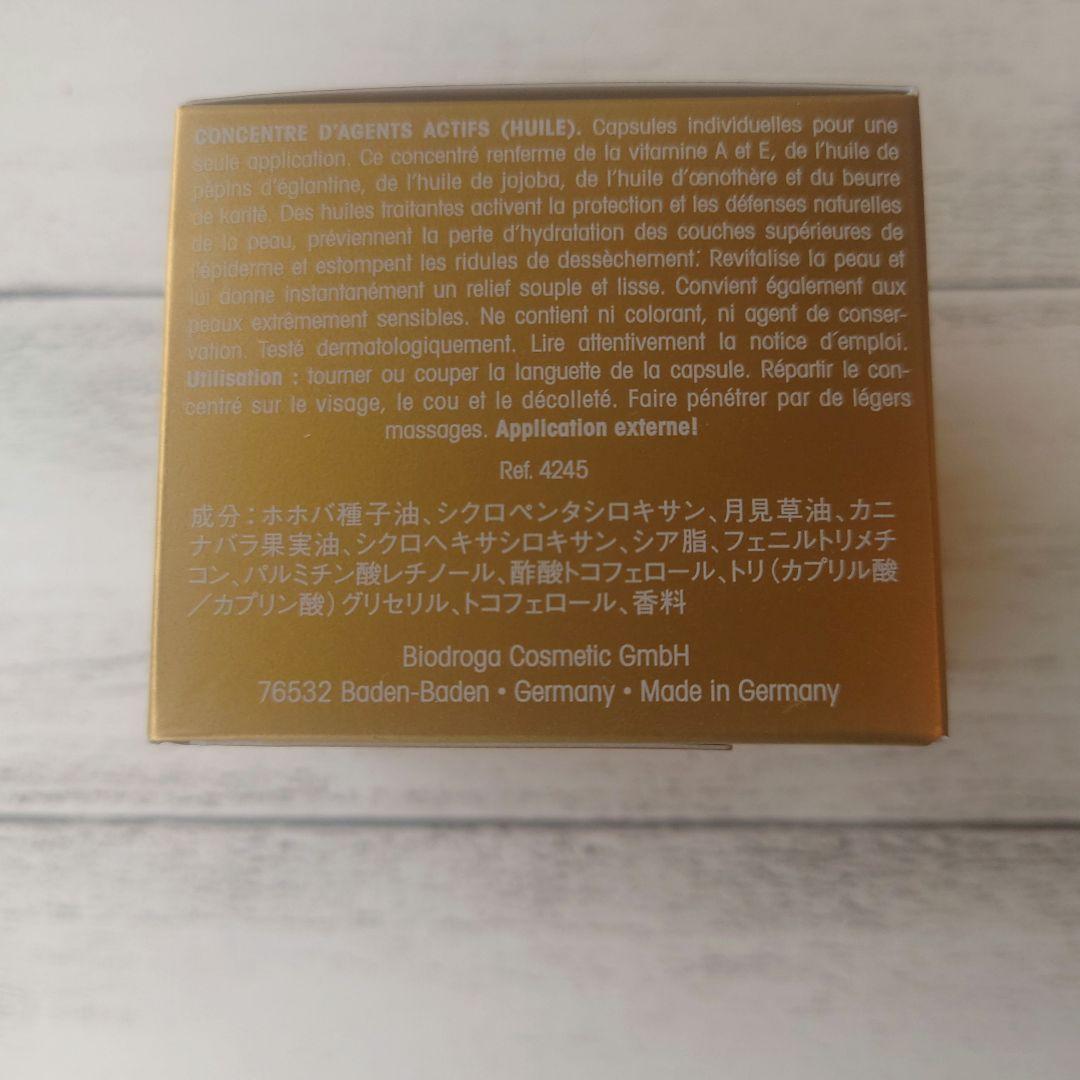 CONCENTRE D'AGENTS ACTIFS (HUILE). Capsules individuelles pour une
seule application. Ce concentré renferme de la vitamine A et E, de l'huile de
pépins d'églantine, de l'huile de jojoba, de l'huile d'œnothère et du beurre
de karité. Des huiles traitantes activent la protection et les défenses naturelles
de la peau, préviennent la perte d'hydratation des couches supérieures de
l'épiderme et estompent les ridules de dessèchement. Revitalise la peau et
lui donne instantanément un relief souple et lisse. Convient également aux
peaux extrêmement sensibles. Ne contient ni colorant, ni agent de conser-
vation. Testé dermatologiquement. Lire attentivement la notice d'emploi.
Utilisation : tourner ou couper la languette de la capsule. Répartir le con-
centré sur le visage, le cou et le décolleté. Faire pénétrer par de légers
massages. Application externe!
Ref. 4245
成分:ホホバ種子油、シクロペンタシロキサン、月見草油、カニ
ナバラ果実油、シクロヘキサシロキサン、シア脂、フェニルトリメチ
コン、パルミチン酸レチノール、酢酸トコフェロール、トリ(カプリル酸
/カプリン酸)グリセリル、トコフェロール、香料
Biodroga Cosmetic GmbH
76532 Baden-Baden • Germany • Made in Germany